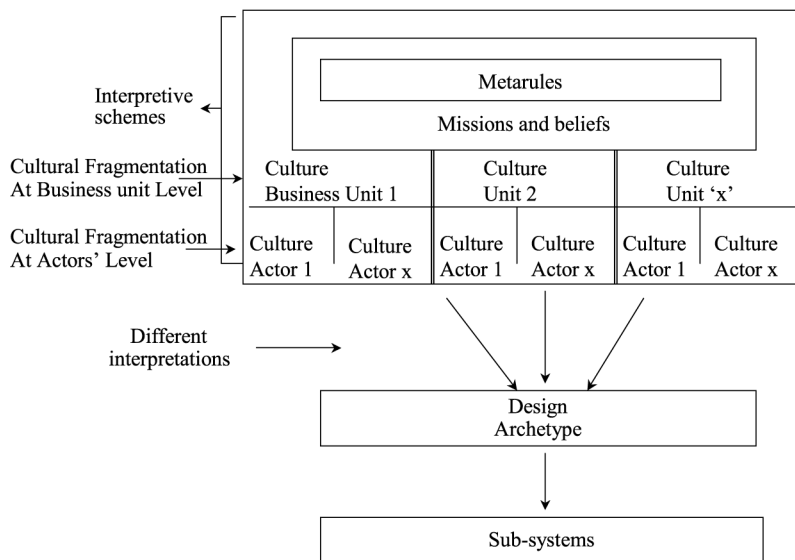 Metarules
Missions and beliefs
Interpretive
schemes
Cultural Fragmentation
At Business unit Level
Culture
Business Unit 1
Culture
Unit 2
Culture
Unit ‘x’
Cultural Fragmentation
At Actors’ Level
Culture
Actor 1
Culture
Actor x
Culture
Actor 1
Culture
Actor x
Culture
Actor 1
Culture
Actor x
Different
interpretations
Design
Archetype
Sub-systems